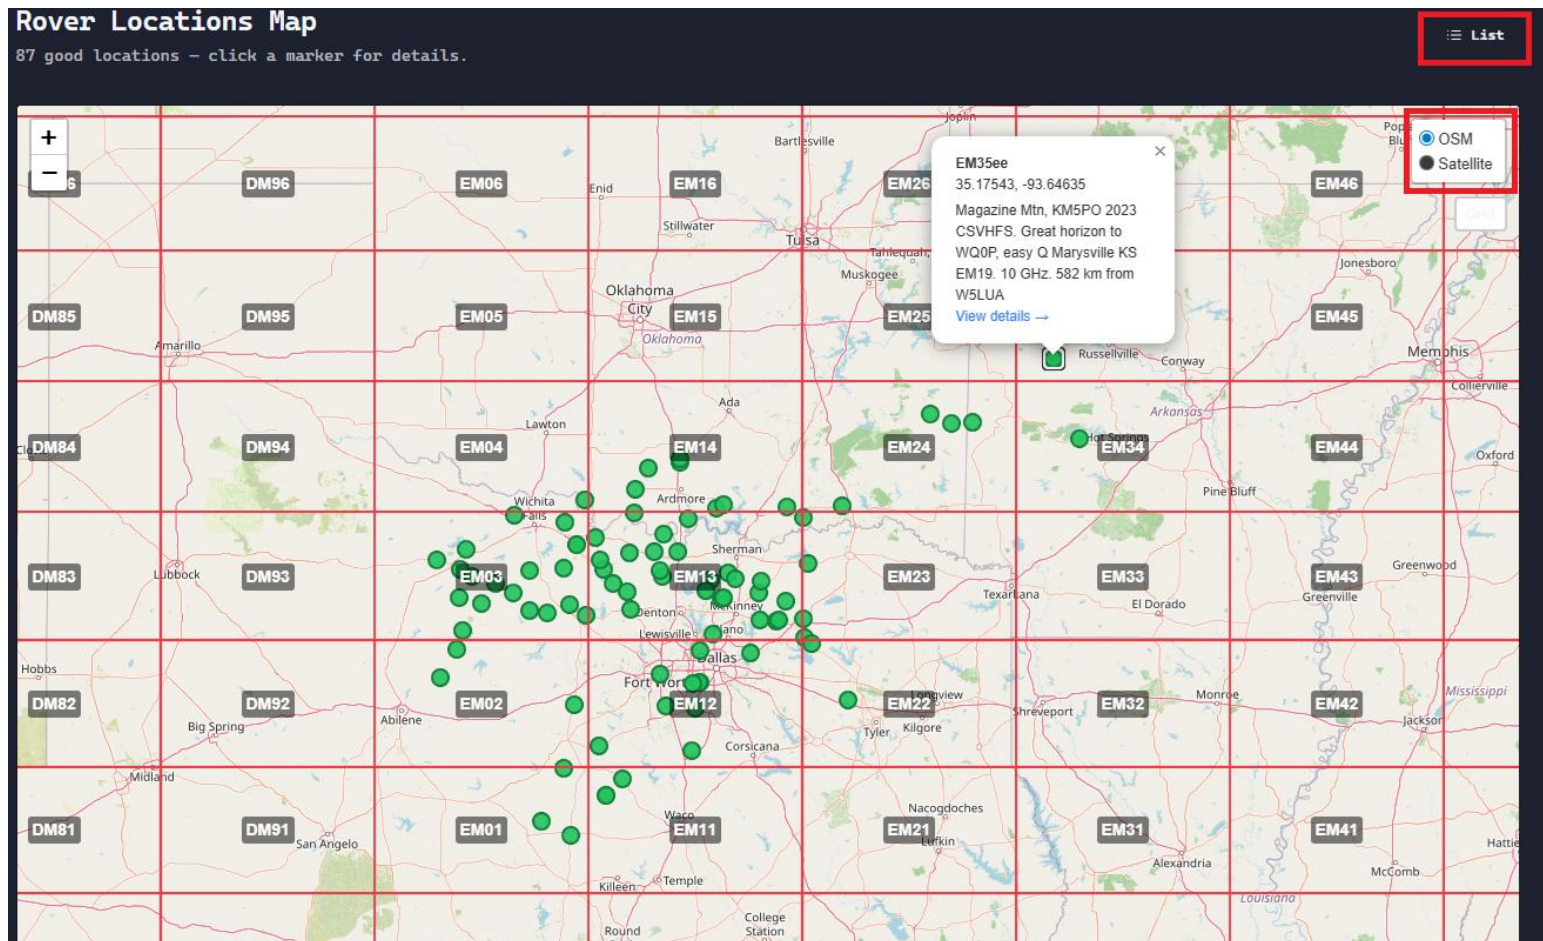 Rover Locations Map
87 good locations — click a marker for details.
List
+
−
OSM
Satellite
Grid
EM35ee
35.17543, -93.64635
Magazine Mtn, KM5PO 2023
CSVHFS. Great horizon to
WQ0P, easy Q Marysville KS
EM19. 10 GHz. 582 km from
W5LUA
View details →
Joplin
Bartlesville
DM96
EM06
Enid
EM16
EM26
EM46
Stillwater
Tulsa
Tahlequah
Muskogee
Jonesboro
Oklahoma
City
DM85
DM95
EM05
EM15
EM25
EM45
Oklahoma
Amarillo
Russellville
Conway
Memphis
Collierville
Ada
Lawton
Arkansas
Hot Springs
DM84
DM94
EM04
EM14
EM24
EM34
EM44
Oxford
Wichita
Falls
Ardmore
Pine Bluff
Sherman
Greenwood
Lubbock
DM83
DM93
EM03
EM13
EM23
EM33
EM43
Texarkana
El Dorado
Greenville
Denton
McKinney
Lewisville
Dallas
Hobbs
Fort Wort
DM82
DM92
EM02
EM12
EM22
EM32
EM42
Longview
Monroe
Mississippi
Big Spring
Abilene
Tyler
Kilgore
Shreveport
Jackson
Corsicana
Midland
Nacogdoches
Waco
DM81
DM91
EM01
EM11
EM21
EM31
EM41
San Angelo
Lufkin
Hattie
Alexandria
McComb
Killeen
Temple
Louisiana
College
Station
Round